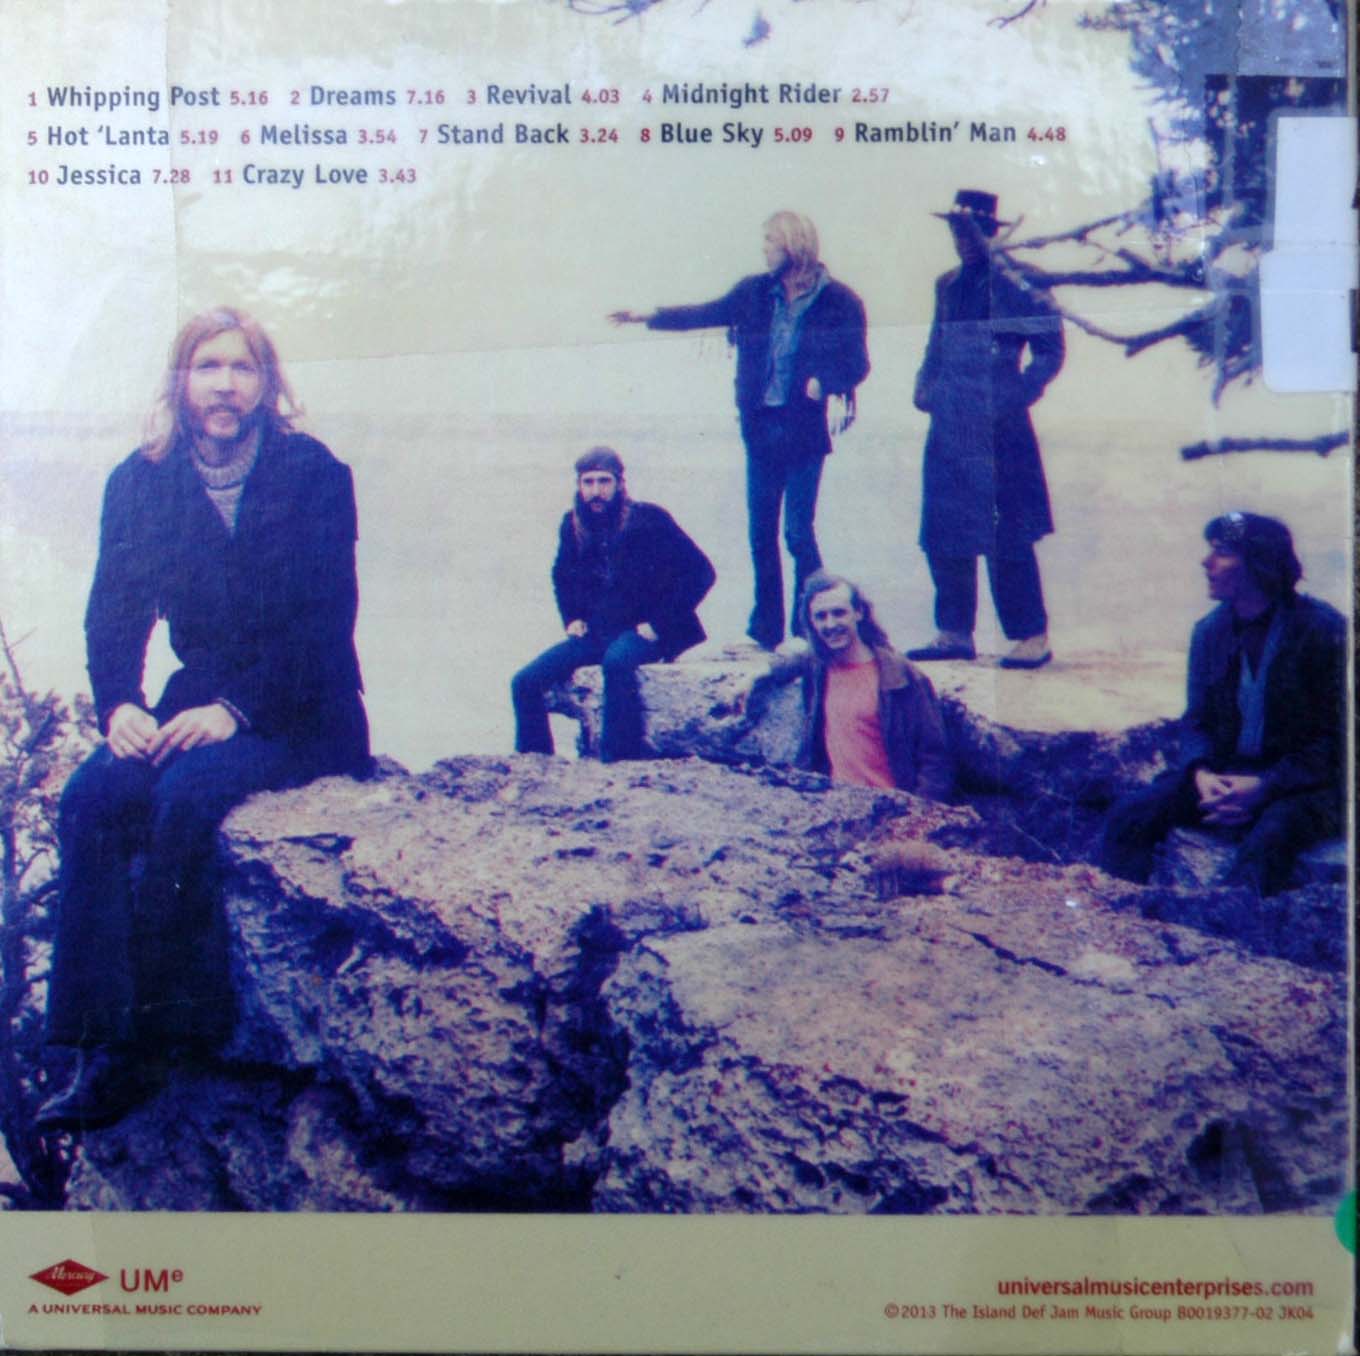 1 Whipping Post 5.16 2 Dreams 7.16 3 Revival 4.03 4 Midnight Rider 2.57
5 Hot ‘Lanta 5.19 6 Melissa 3.54 7 Stand Back 3.24 8 Blue Sky 5.09 9 Ramblin’ Man 4.48
10 Jessica 7.28 11 Crazy Love 3.43
Mercury UMe
A UNIVERSAL MUSIC COMPANY
universalmusicenterprises.com
©2013 The Island Def Jam Music Group B0019377-02 JK04